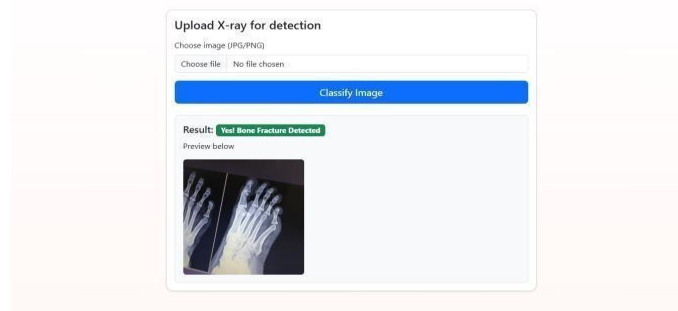 Upload X-ray for detection
Choose image (JPG/PNG)
Choose file No file chosen
Classify Image
Result: Yes! Bone Fracture Detected
Preview below